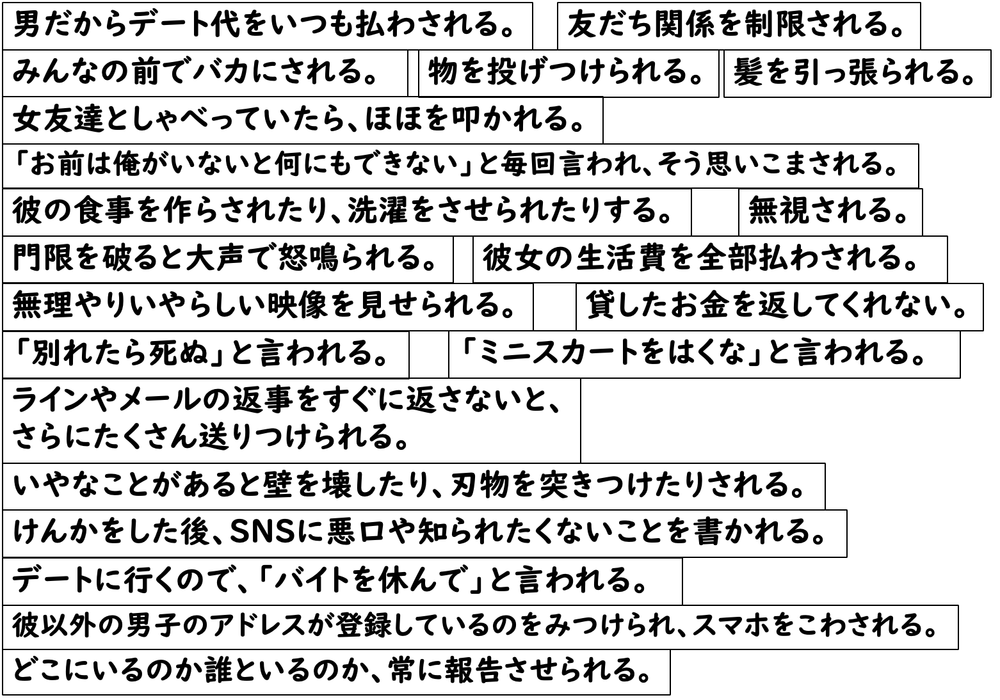 男だからデート代をいつも払わされる。
友だち関係を制限される。
みんなの前でバカにされる。
物を投げつけられる。
髪を引っ張られる。
女友達としゃべっていたら、ほほを叩かれる。
「お前は俺がいないと何にもできない」と毎回言われ、そう思いこまされる。
彼の食事を作らされたり、洗濯をさせられたりする。
無視される。
門限を破ると大声で怒鳴られる。
彼女の生活費を全部払わされる。
無理やりいやらしい映像を見せられる。
貸したお金を返してくれない。
「別れたら死ぬ」と言われる。
「ミニスカートをはくな」と言われる。
ラインやメールの返事をすぐに返さないと、
さらにたくさん送りつけられる。
いやなことがあると壁を壊したり、刃物を突きつけたりされる。
けんかをした後、SNSに悪口や知られたくないことを書かれる。
デートに行くので、「バイトを休んで」と言われる。
彼以外の男子のアドレスが登録しているのをみつけられ、スマホをこわされる。
どこにいるのか誰といるのか、常に報告させられる。